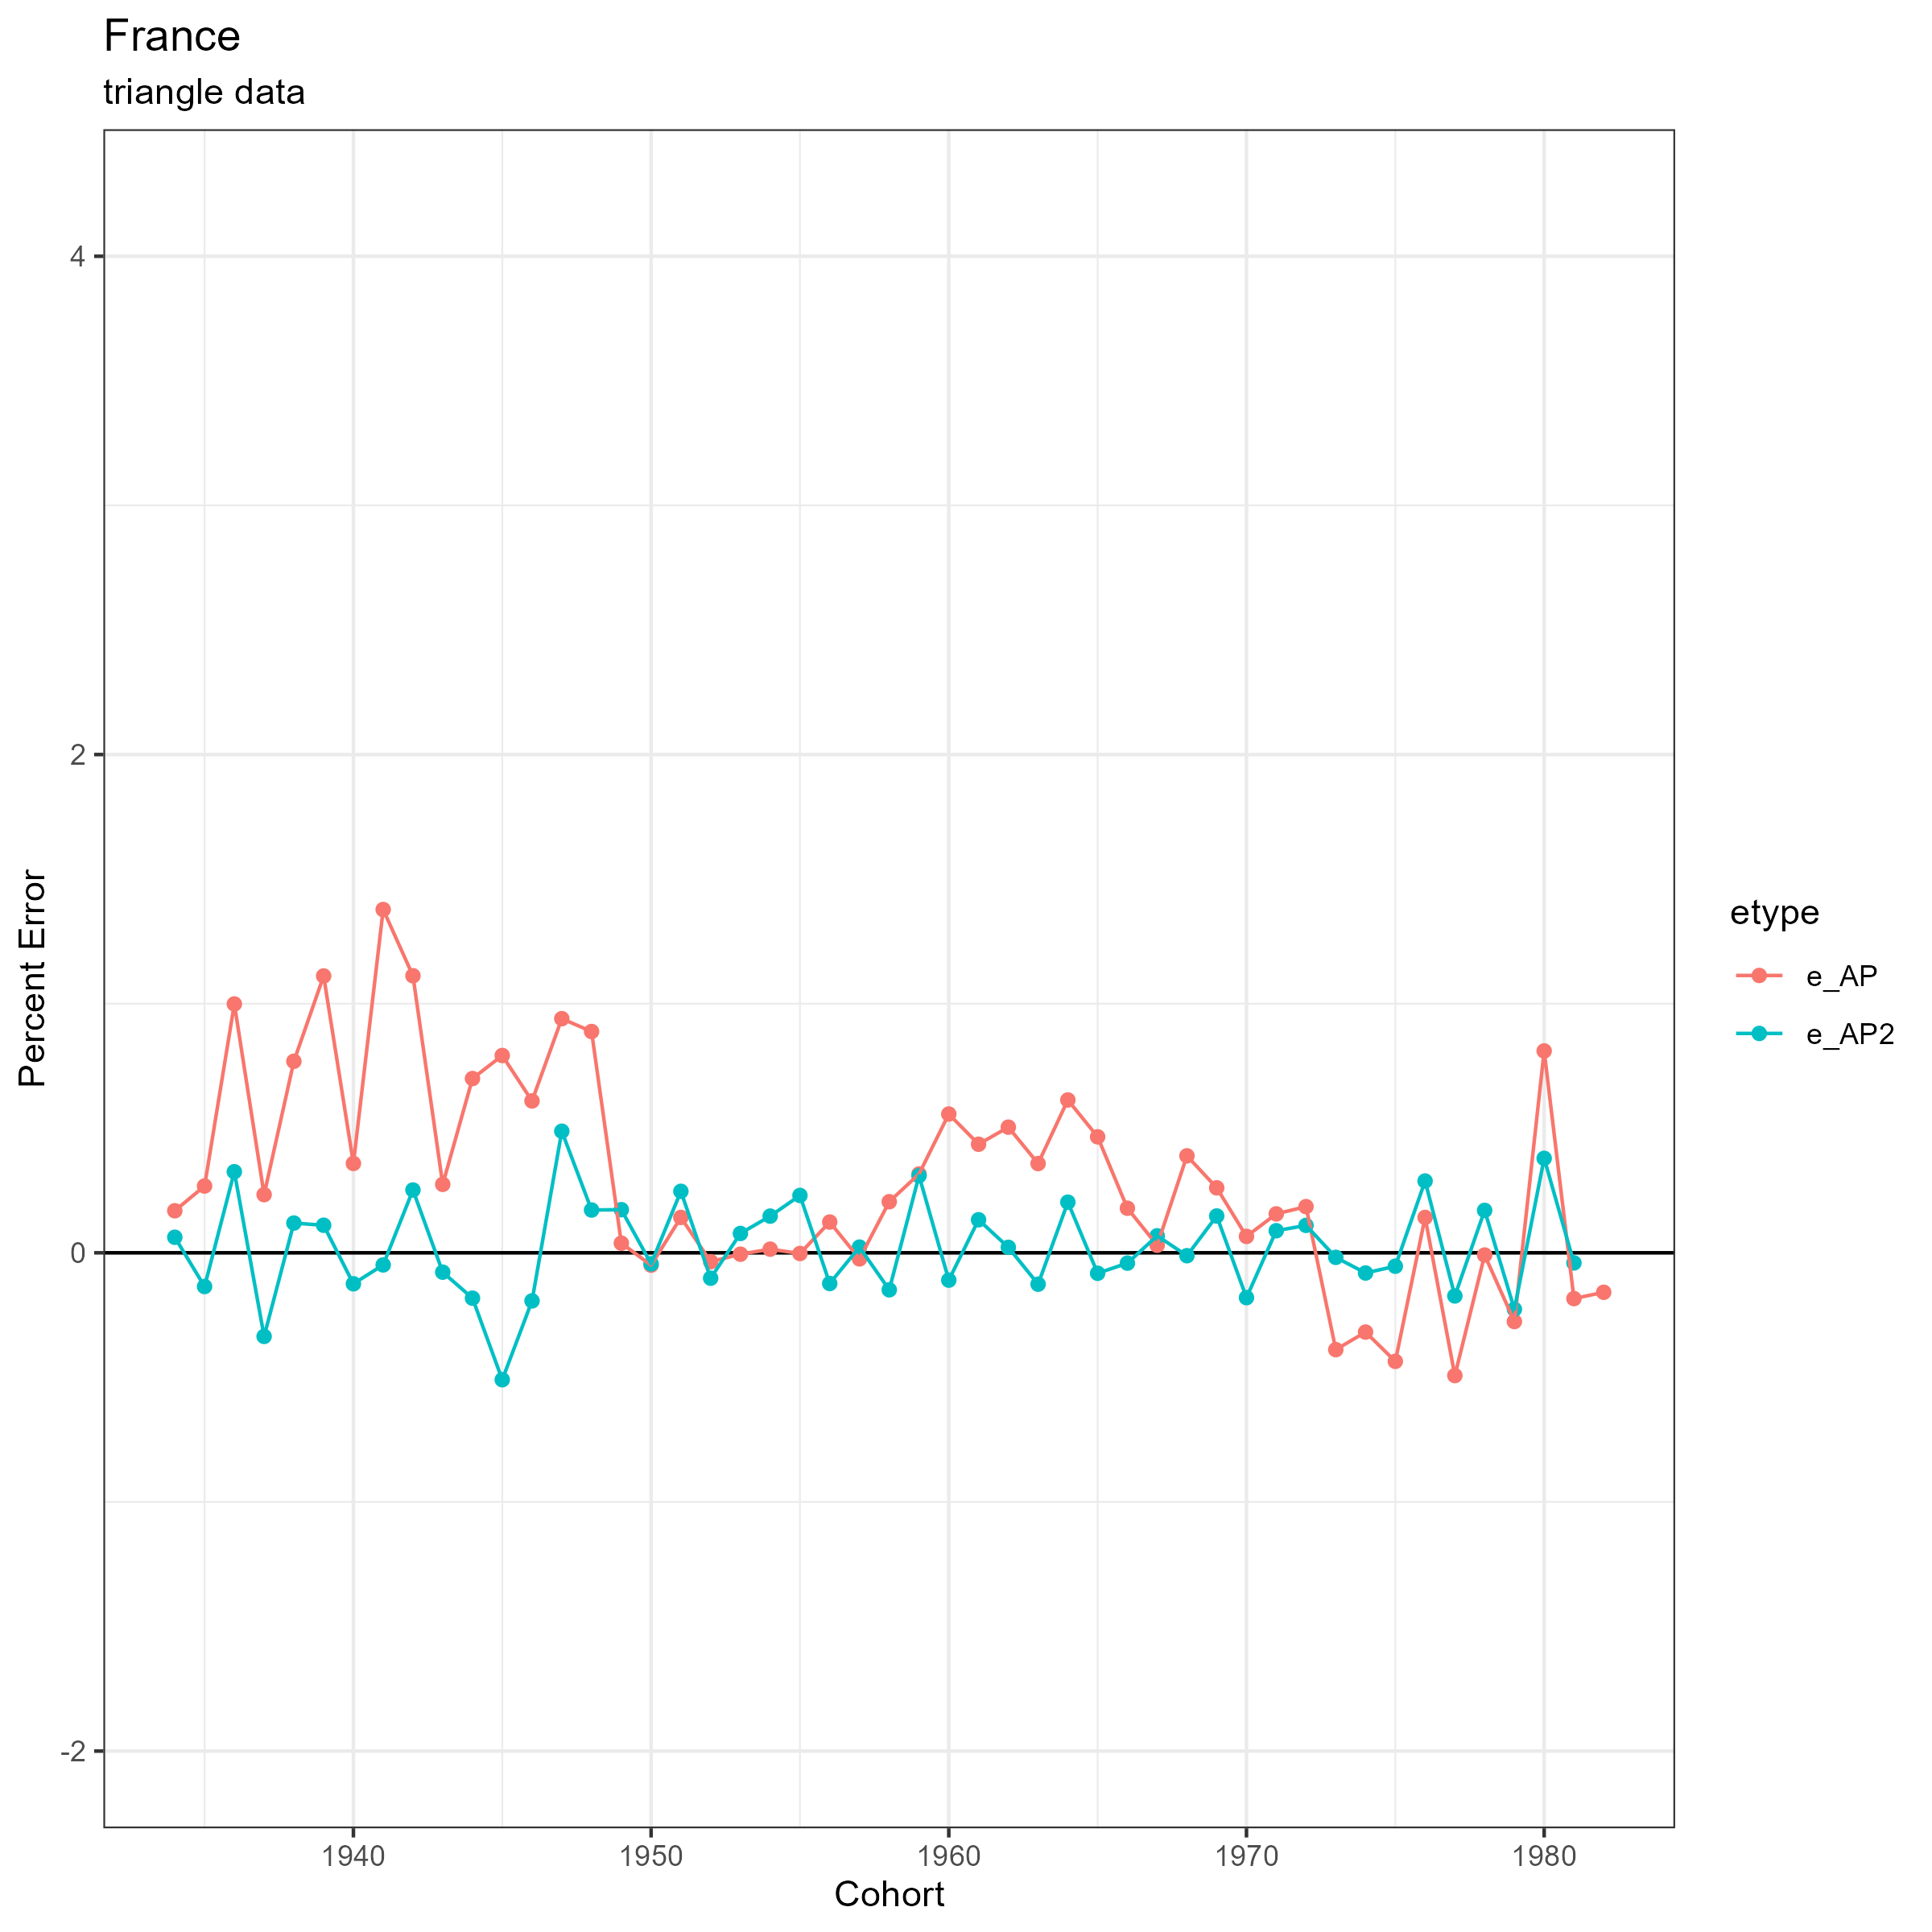 France
triangle data
4
2
0
-2
Percent Error
1940 1950 1960 1970 1980
Cohort
etype
e_AP
e_AP2